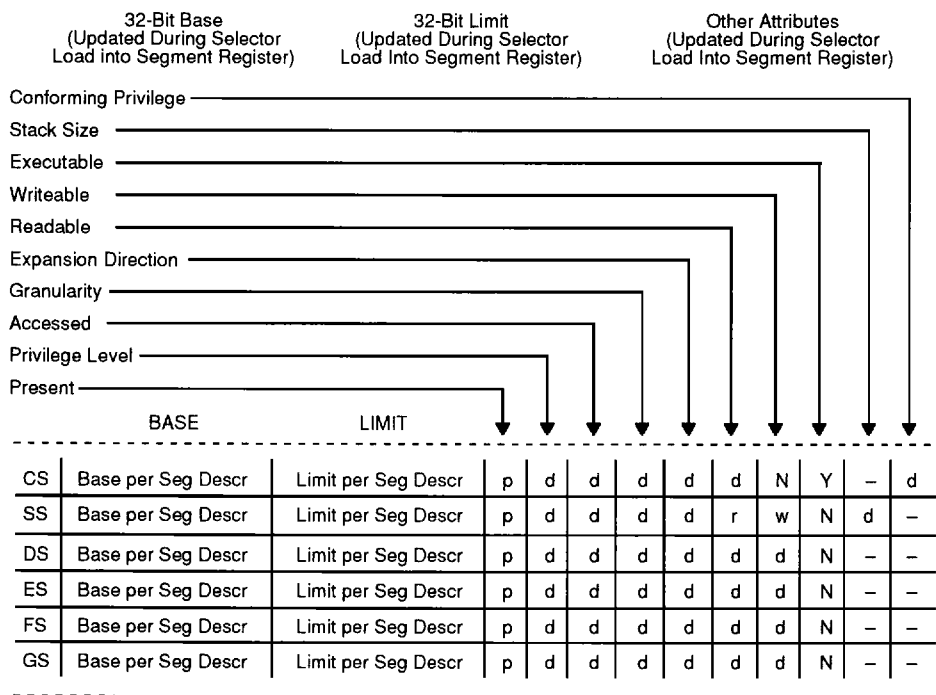 32-Bit Base
(Updated During Selector
Load into Segment Register)
32-Bit Limit
(Updated During Selector
Load Into Segment Register)
Other Attributes
(Updated During Selector
Load Into Segment Register)
Conforming Privilege
Stack Size
Executable
Writeable
Readable
Expansion Direction
Granularity
Accessed
Privilege Level
Present
BASE LIMIT
CS Base per Seg Descr Limit per Seg Descr p d d d d d N Y – d
SS Base per Seg Descr Limit per Seg Descr p d d d d r w N d –
DS Base per Seg Descr Limit per Seg Descr p d d d d d d N – –
ES Base per Seg Descr Limit per Seg Descr p d d d d d d N – –
FS Base per Seg Descr Limit per Seg Descr p d d d d d d N – –
GS Base per Seg Descr Limit per Seg Descr p d d d d d d N – –